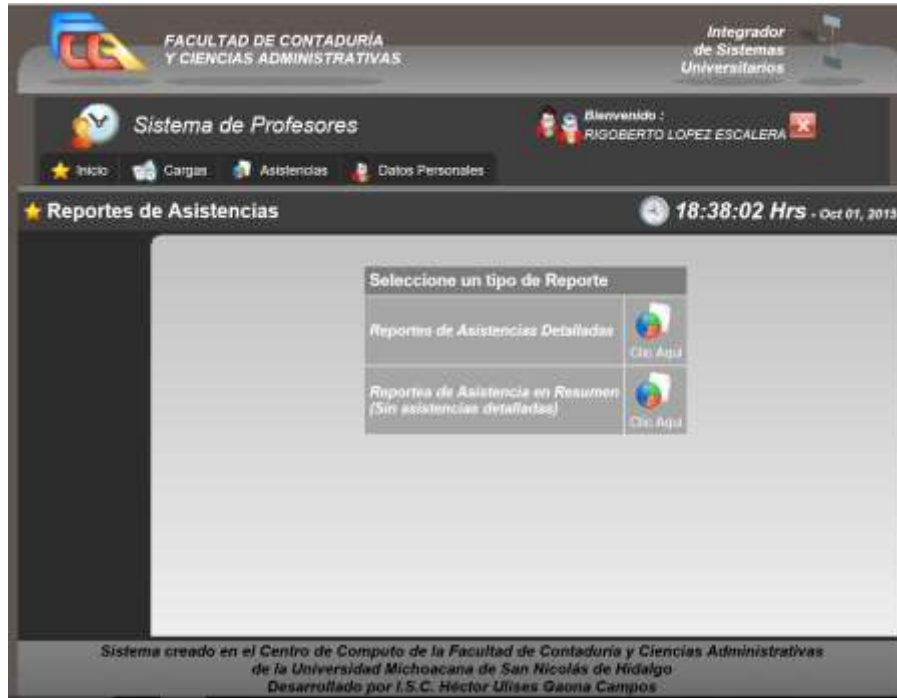 FACULTAD DE CONTADURÍA
Y CIENCIAS ADMINISTRATIVAS
Integrador
de Sistemas
Universitarios
Sistema de Profesores
Bienvenido :
RIGOBERTO LOPEZ ESCALERA
Inicio
Cargas
Asistencias
Datos Personales
Reportes de Asistencias
18:38:02 Hrs - Oct 01, 2015
Seleccione un tipo de Reporte
Reportes de Asistencias Detalladas
Clic Aqui
Reportes de Asistencia en Resumen
(Sin asistencias detalladas)
Clic Aqui
Sistema creado en el Centro de Computo de la Facultad de Contaduría y Ciencias Administrativas
de la Universidad Michoacana de San Nicolás de Hidalgo
Desarrollado por I.S.C. Héctor Ulises Gaona Campos